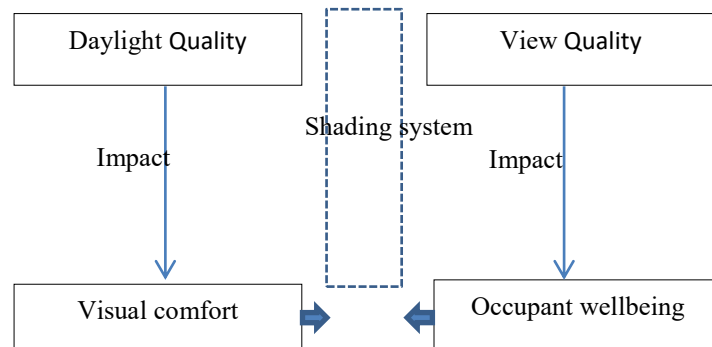 Daylight Quality
View Quality
Shading system
Impact
Impact
Visual comfort
Occupant wellbeing